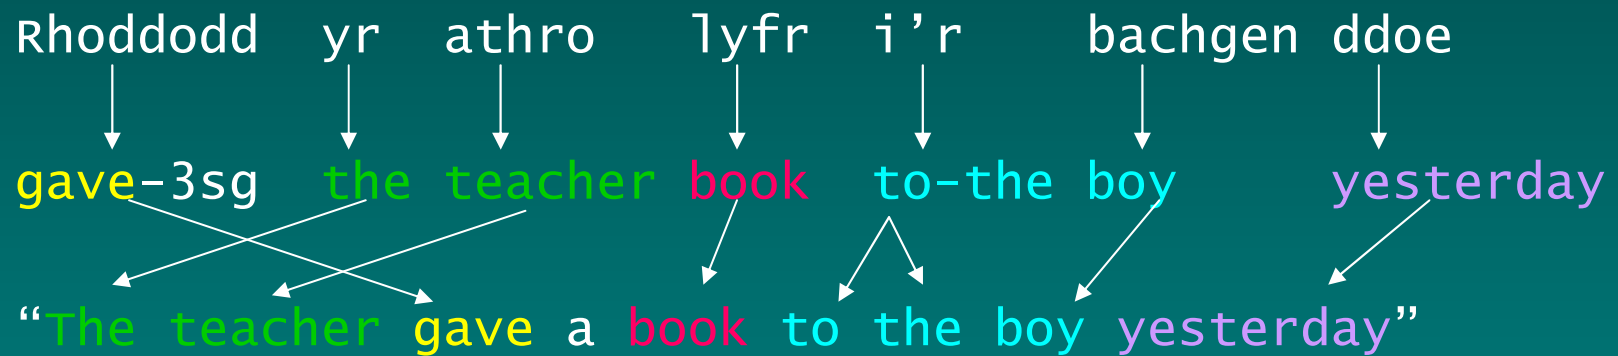 Rhoddodd yr athro lyfr i’r bachgen ddoe
gave-3sg the teacher book to-the boy yesterday
“The teacher gave a book to the boy yesterday”